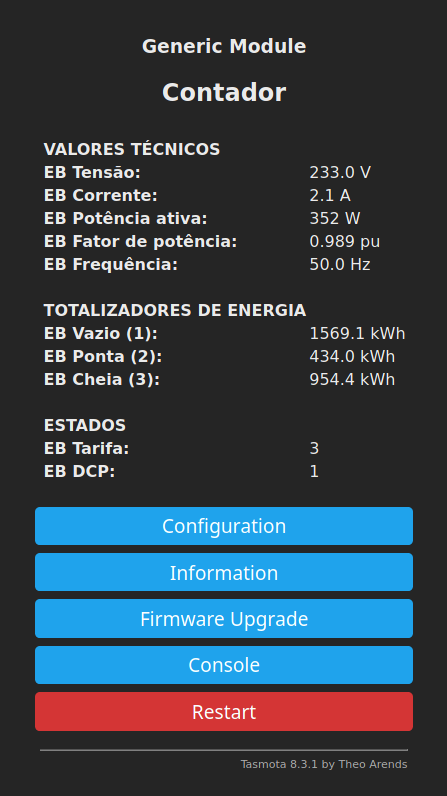 Generic Module
Contador
VALORES TÉCNICOS
EB Tensão: 233.0 V
EB Corrente: 2.1 A
EB Potência ativa: 352 W
EB Fator de potência: 0.989 pu
EB Frequência: 50.0 Hz
TOTALIZADORES DE ENERGIA
EB Vazio (1): 1569.1 kWh
EB Ponta (2): 434.0 kWh
EB Cheia (3): 954.4 kWh
ESTADOS
EB Tarifa: 3
EB DCP: 1
Configuration
Information
Firmware Upgrade
Console
Restart
Tasmota 8.3.1 by Theo Arends